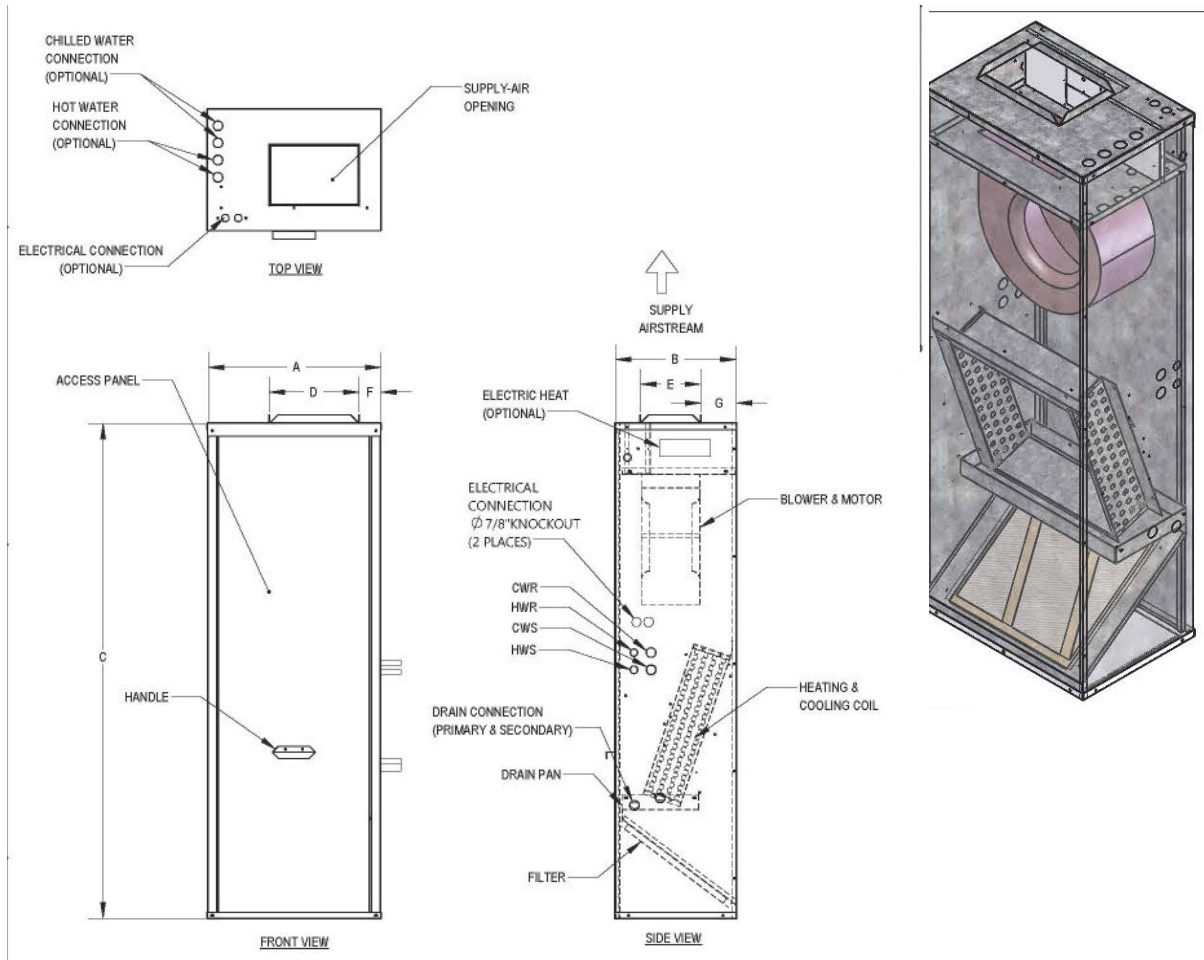 CHILLED WATER
CONNECTION
(OPTIONAL)
HOT WATER
CONNECTION
(OPTIONAL)
SUPPLY-AIR
OPENING
ELECTRICAL CONNECTION
(OPTIONAL)
TOP VIEW
SUPPLY
AIRSTREAM
ACCESS PANEL
A
D
F
C
HANDLE
FRONT VIEW
B
E
G
ELECTRIC HEAT
(OPTIONAL)
ELECTRICAL
CONNECTION
Ø 7/8"KNOCKOUT
(2 PLACES)
BLOWER & MOTOR
CWR
HWR
CWS
HWS
HEATING &
COOLING COIL
DRAIN CONNECTION
(PRIMARY & SECONDARY)
DRAIN PAN
FILTER
SIDE VIEW